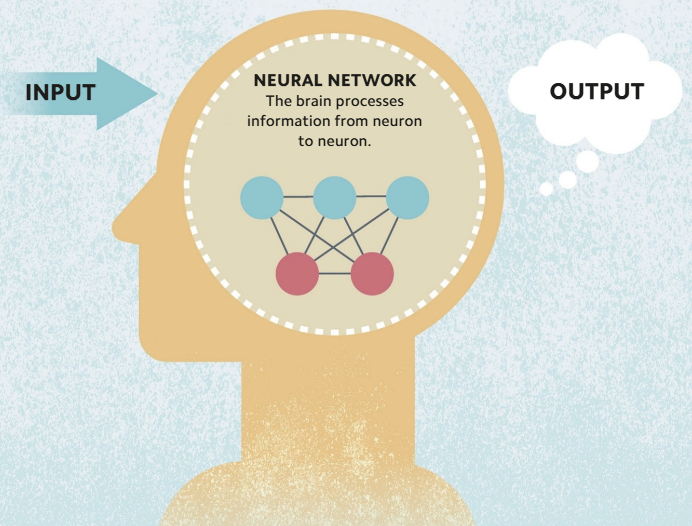 INPUT
NEURAL NETWORK
The brain processes
information from neuron
to neuron.
OUTPUT